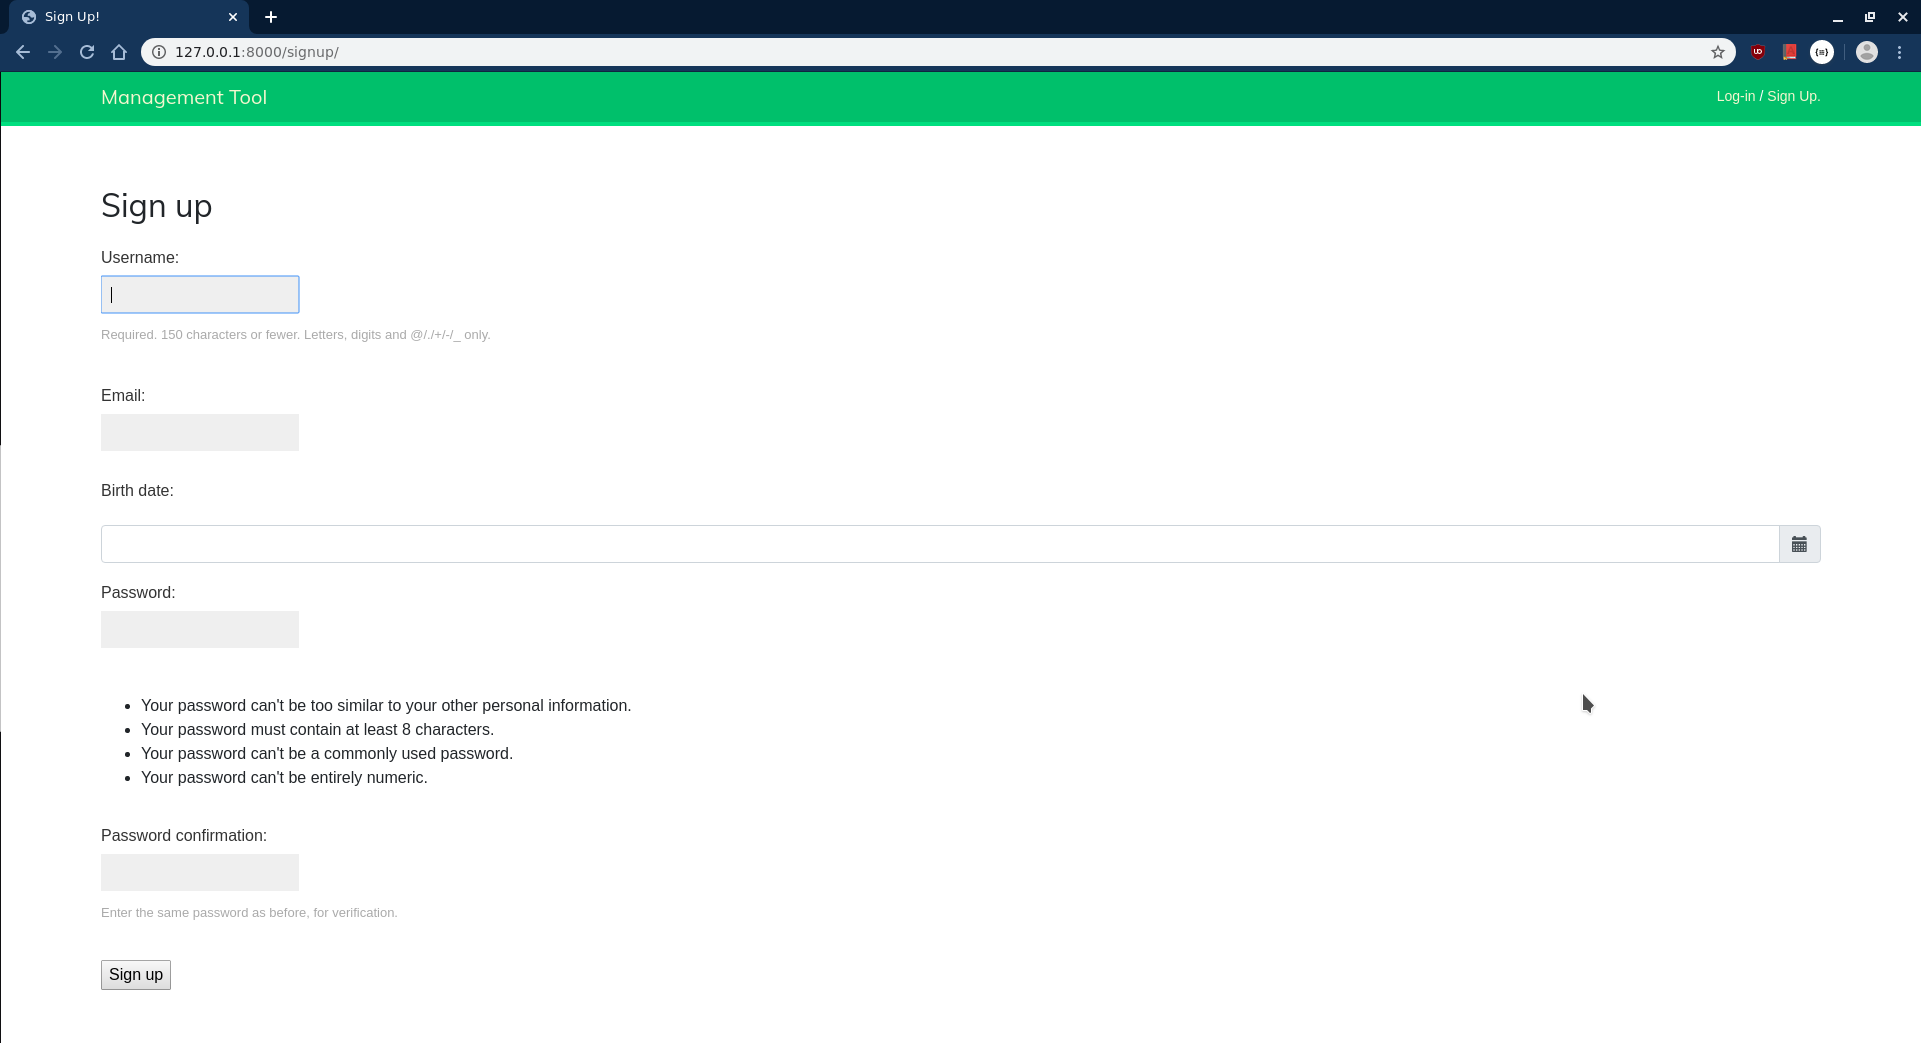 Sign Up!
127.0.0.1:8000/signup/
Management Tool
Log-in / Sign Up.
Sign up
Username:
Required. 150 characters or fewer. Letters, digits and @/./+/-/_ only.
Email:
Birth date:
Password:
Your password can't be too similar to your other personal information.
Your password must contain at least 8 characters.
Your password can't be a commonly used password.
Your password can't be entirely numeric.
Password confirmation:
Enter the same password as before, for verification.
Sign up